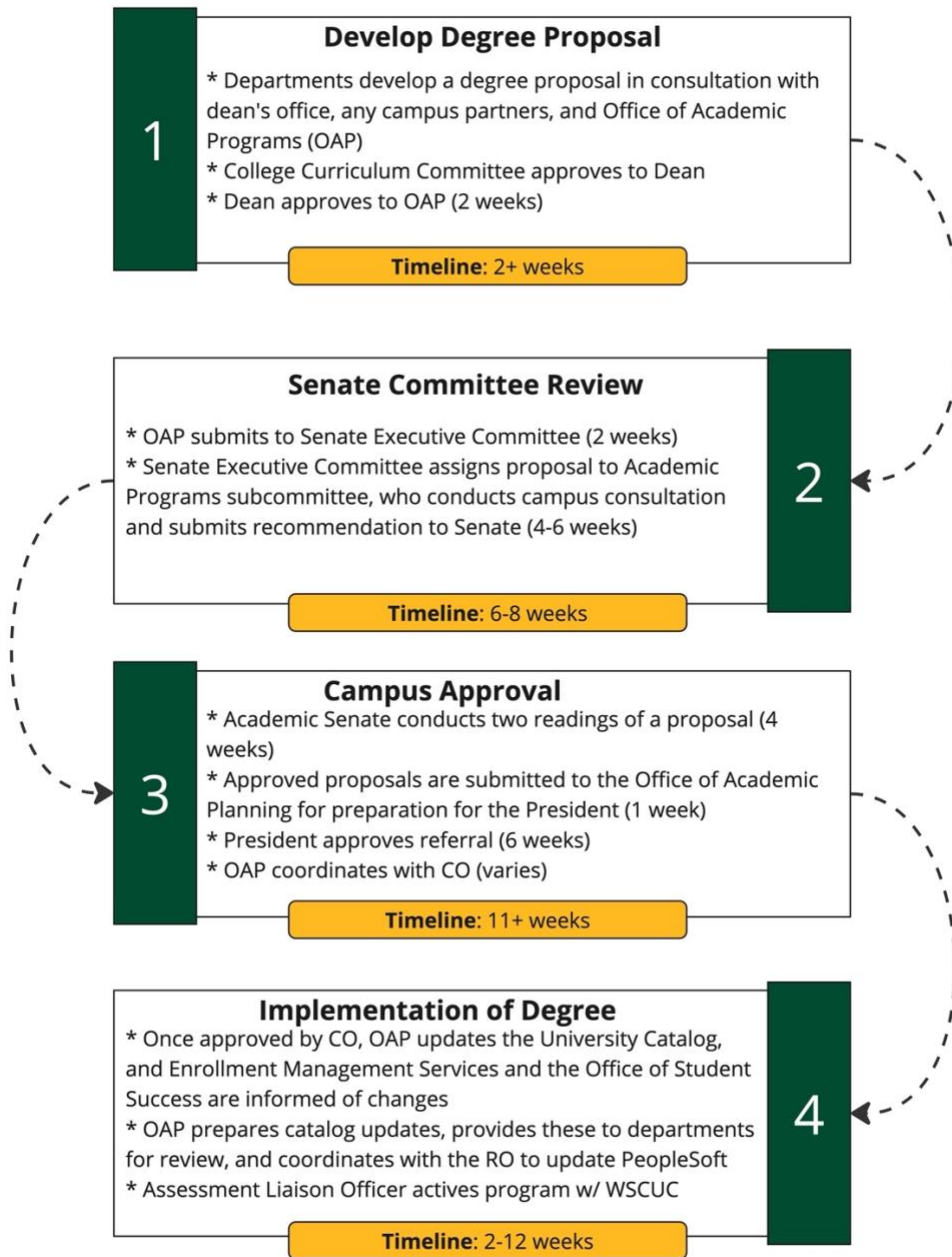 Develop Degree Proposal
1
* Departments develop a degree proposal in consultation with
dean's office, any campus partners, and Office of Academic
Programs (OAP)
* College Curriculum Committee approves to Dean
* Dean approves to OAP (2 weeks)
Timeline: 2+ weeks
Senate Committee Review
* OAP submits to Senate Executive Committee (2 weeks)
* Senate Executive Committee assigns proposal to Academic
Programs subcommittee, who conducts campus consultation
and submits recommendation to Senate (4-6 weeks)
2
Timeline: 6-8 weeks
Campus Approval
3
* Academic Senate conducts two readings of a proposal (4
weeks)
* Approved proposals are submitted to the Office of Academic
Planning for preparation for the President (1 week)
* President approves referral (6 weeks)
* OAP coordinates with CO (varies)
Timeline: 11+ weeks
Implementation of Degree
* Once approved by CO, OAP updates the University Catalog,
and Enrollment Management Services and the Office of Student
Success are informed of changes
* OAP prepares catalog updates, provides these to departments
for review, and coordinates with the RO to update PeopleSoft
* Assessment Liaison Officer actives program w/ WSCUC
4
Timeline: 2-12 weeks